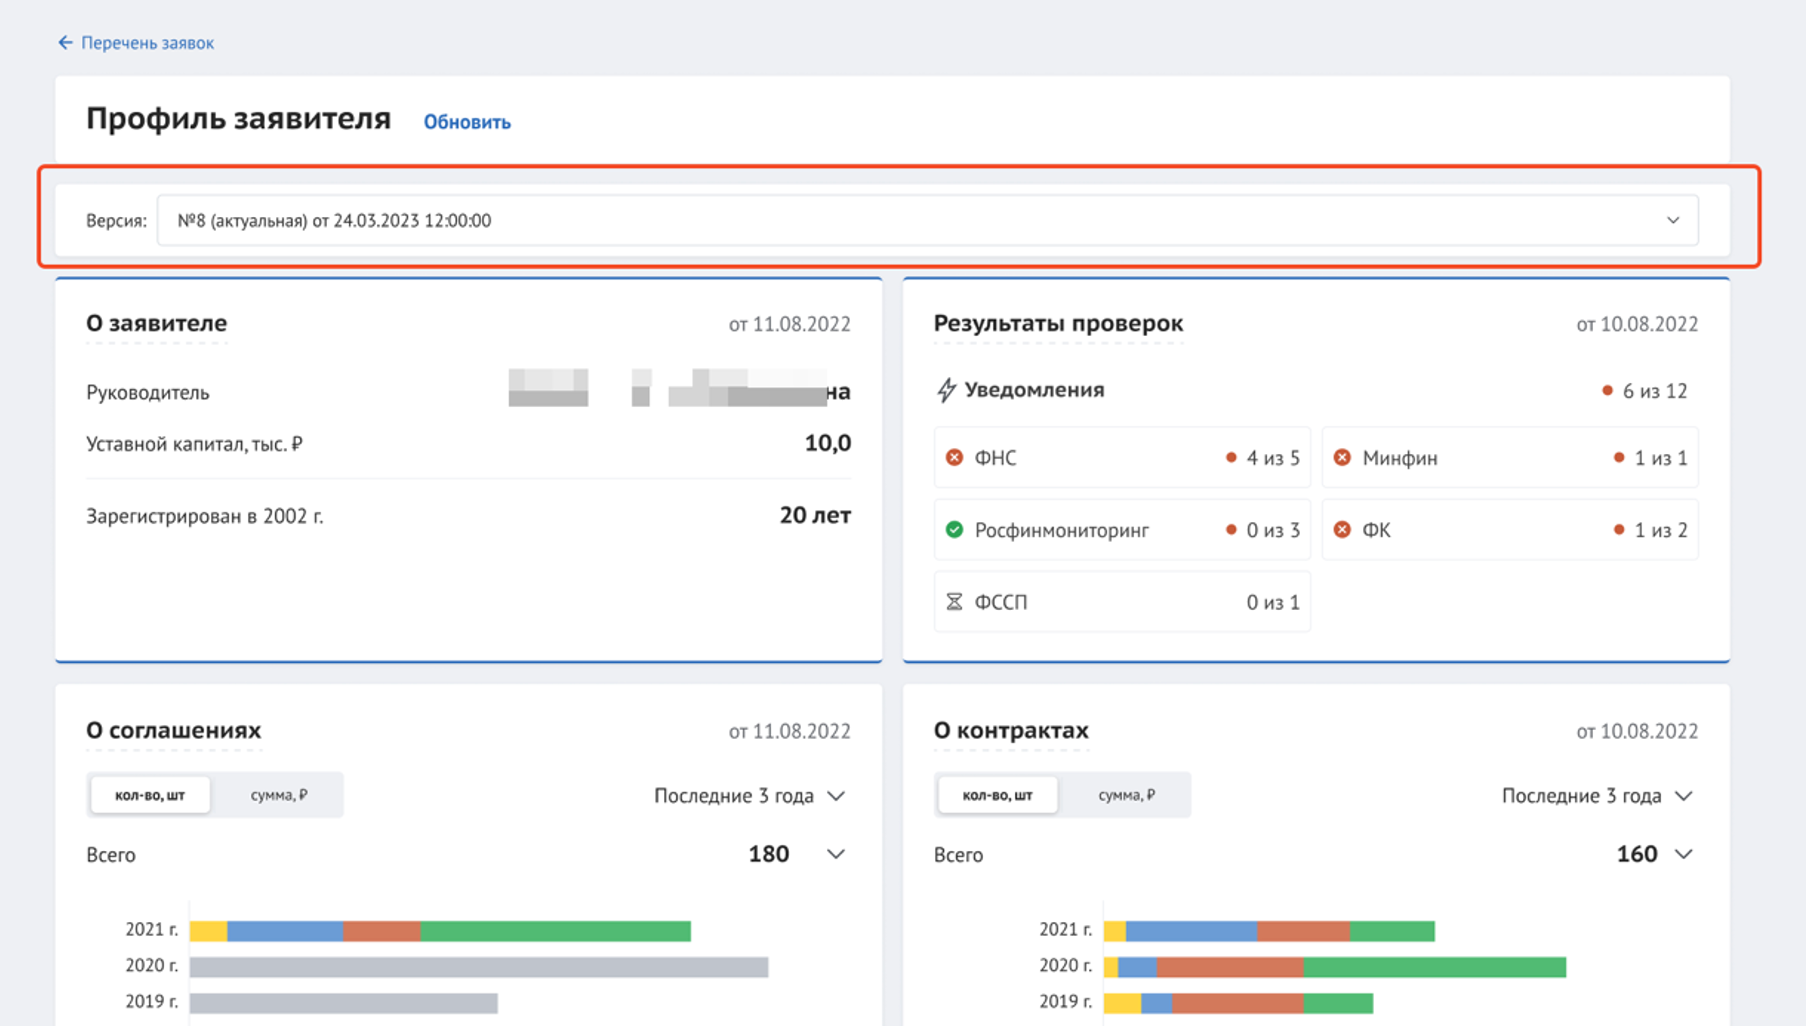 ← Перечень заявок
Профиль заявителя Обновить
Версия: №8 (актуальная) от 24.03.2023 12:00:00
О заявителе от 11.08.2022
Руководитель на
Уставной капитал, тыс. ₽ 10,0
Зарегистрирован в 2002 г. 20 лет
Результаты проверок от 10.08.2022
Уведомления 6 из 12
ФНС 4 из 5
Минфин 1 из 1
Росфинмониторинг 0 из 3
ФК 1 из 2
ФССП 0 из 1
О соглашениях от 11.08.2022
кол-во, шт сумма, ₽ Последние 3 года
Всего 180
2021 г.
2020 г.
2019 г.
О контрактах от 10.08.2022
кол-во, шт сумма, ₽ Последние 3 года
Всего 160
2021 г.
2020 г.
2019 г.